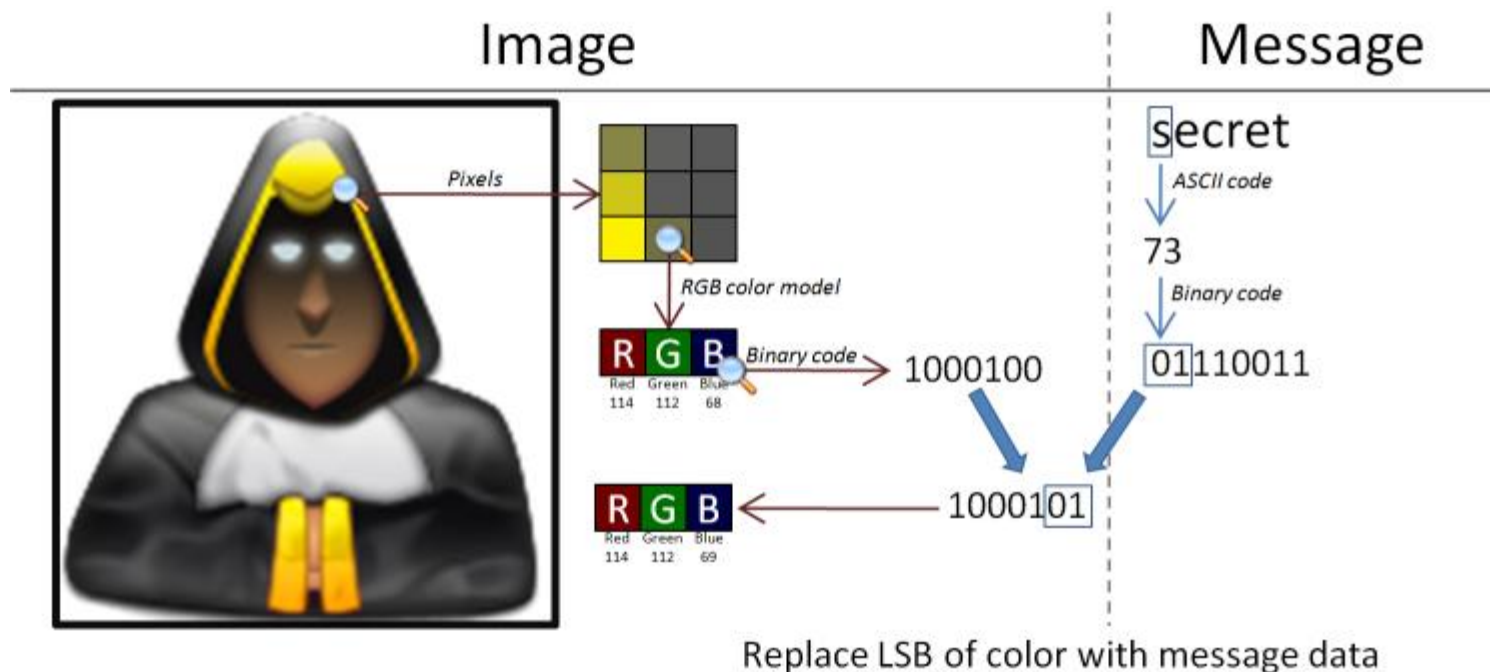 Image
Message
secret
Pixels
ASCII code
73
RGB color model
Binary code
R G B
Binary code
1000100
01110011
Red Green Blue
114 112 68
1000101
R G B
Red Green Blue
114 112 69
Replace LSB of color with message data